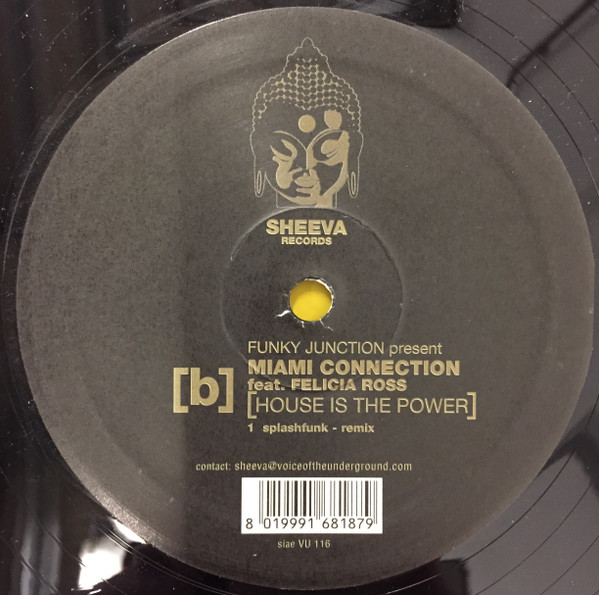 SHEEVA
RECORDS
FUNKY JUNCTION present
MIAMI CONNECTION
feat. FELICIA ROSS
[b]
[HOUSE IS THE POWER]
1 splashfunk - remix
contact: sheeva@voiceoftheunderground.com
8 019991 681879
siae VU 116